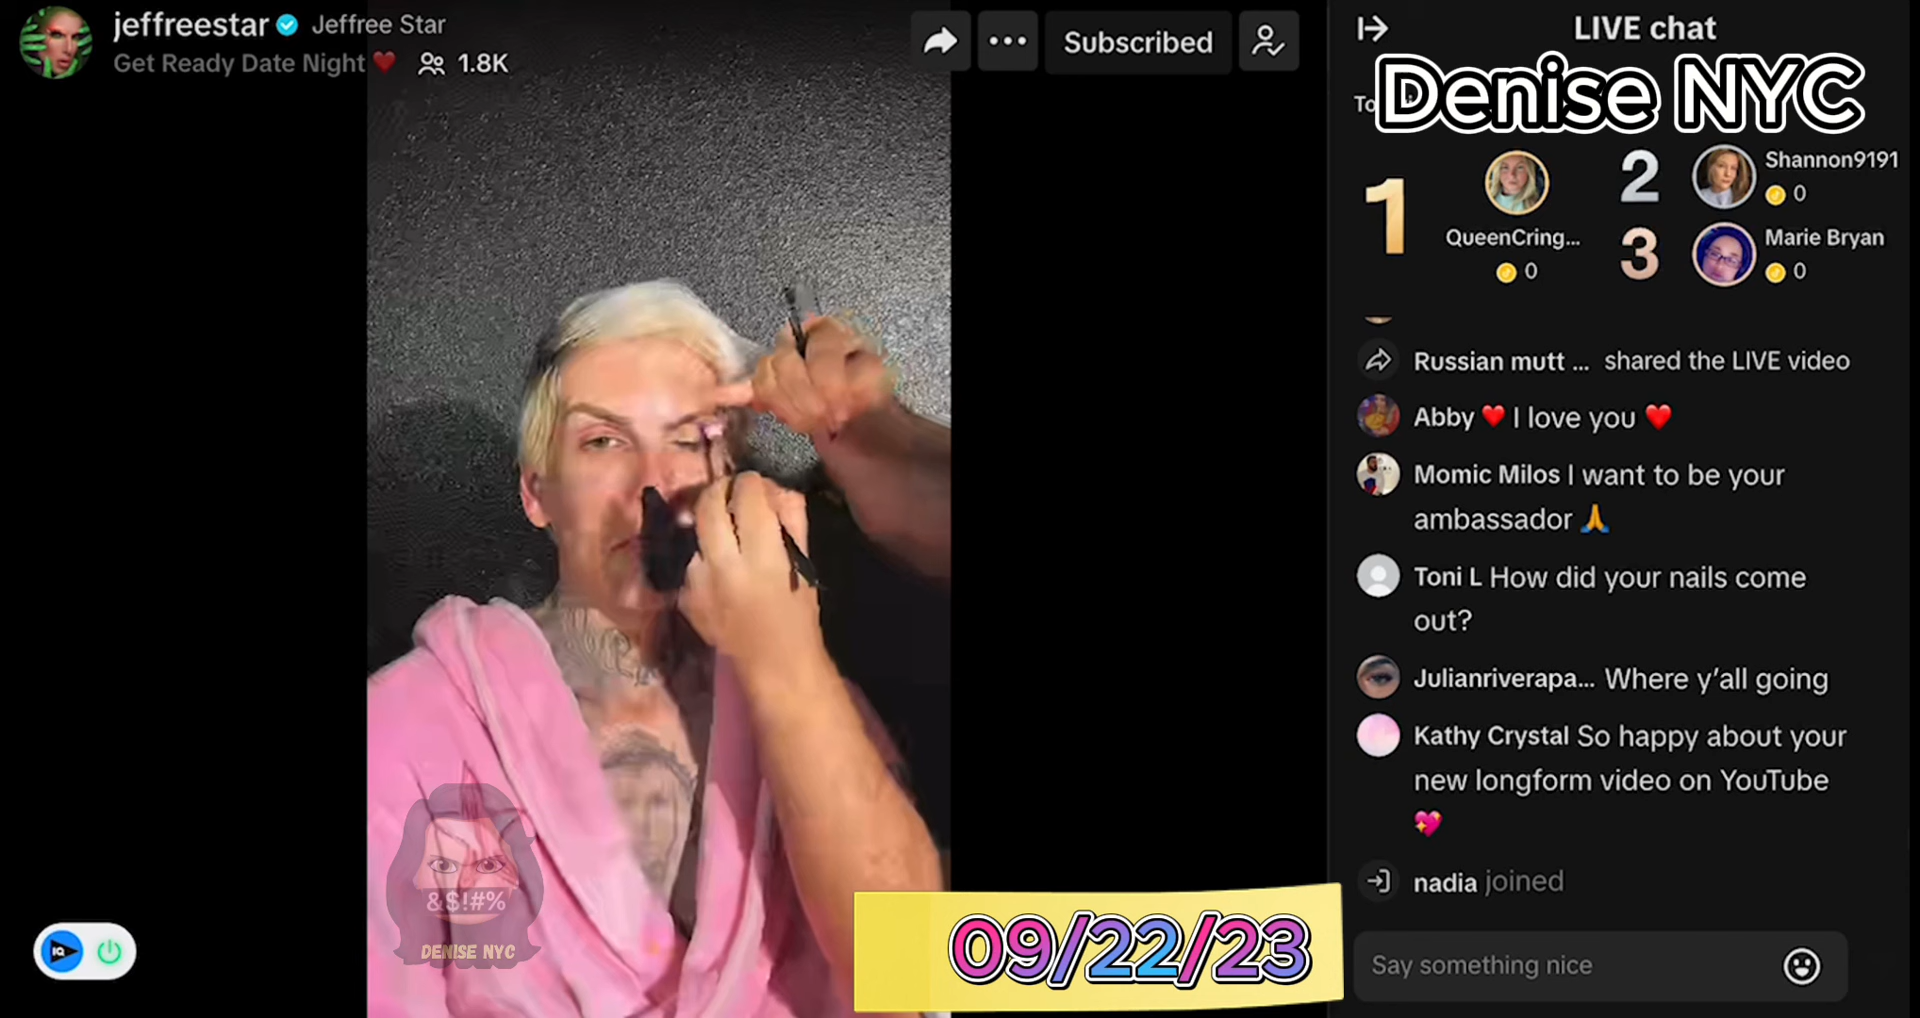 jeffreestar Jeffree Star
Get Ready Date Night ❤️ 1.8K
Subscribed
LIVE chat
Denise NYC
1
QueenCring...
0
2
Shannon9191
0
3
Marie Bryan
0
Russian mutt ... shared the LIVE video
Abby ❤️ I love you ❤️
Momic Milos I want to be your
ambassador 🙏
Toni L How did your nails come
out?
Julianriverapa... Where y'all going
Kathy Crystal So happy about your
new longform video on YouTube
💖
nadia joined
Say something nice
&$!#%
DENISE NYC
IQ
09/22/23